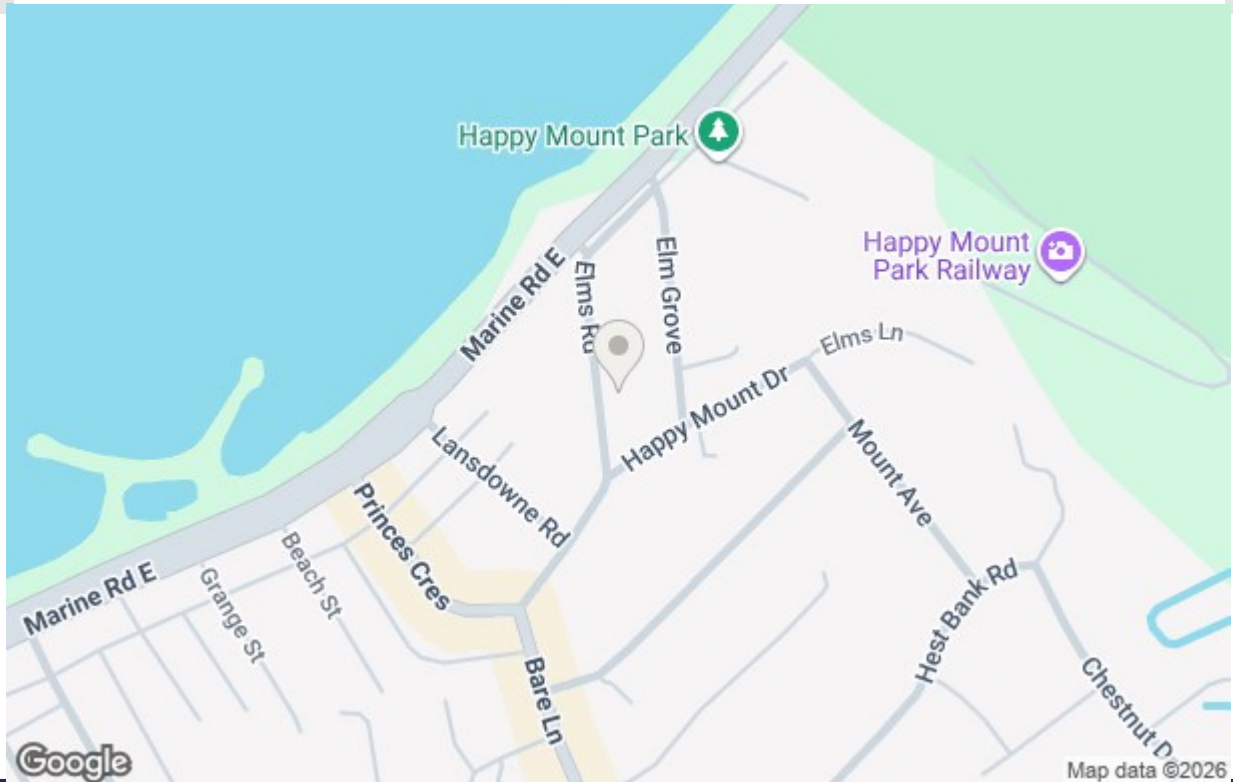 Happy Mount Park
Happy Mount
Park Railway
Marine Rd E
Elms Rd
Elm Grove
Elms Ln
Happy Mount Dr
Lansdowne Rd
Mount Ave
Princes Cres
Beach St
Grange St
Marine Rd E
Hest Bank Rd
Bare Ln
Chestnut D
Google
Map data ©2026